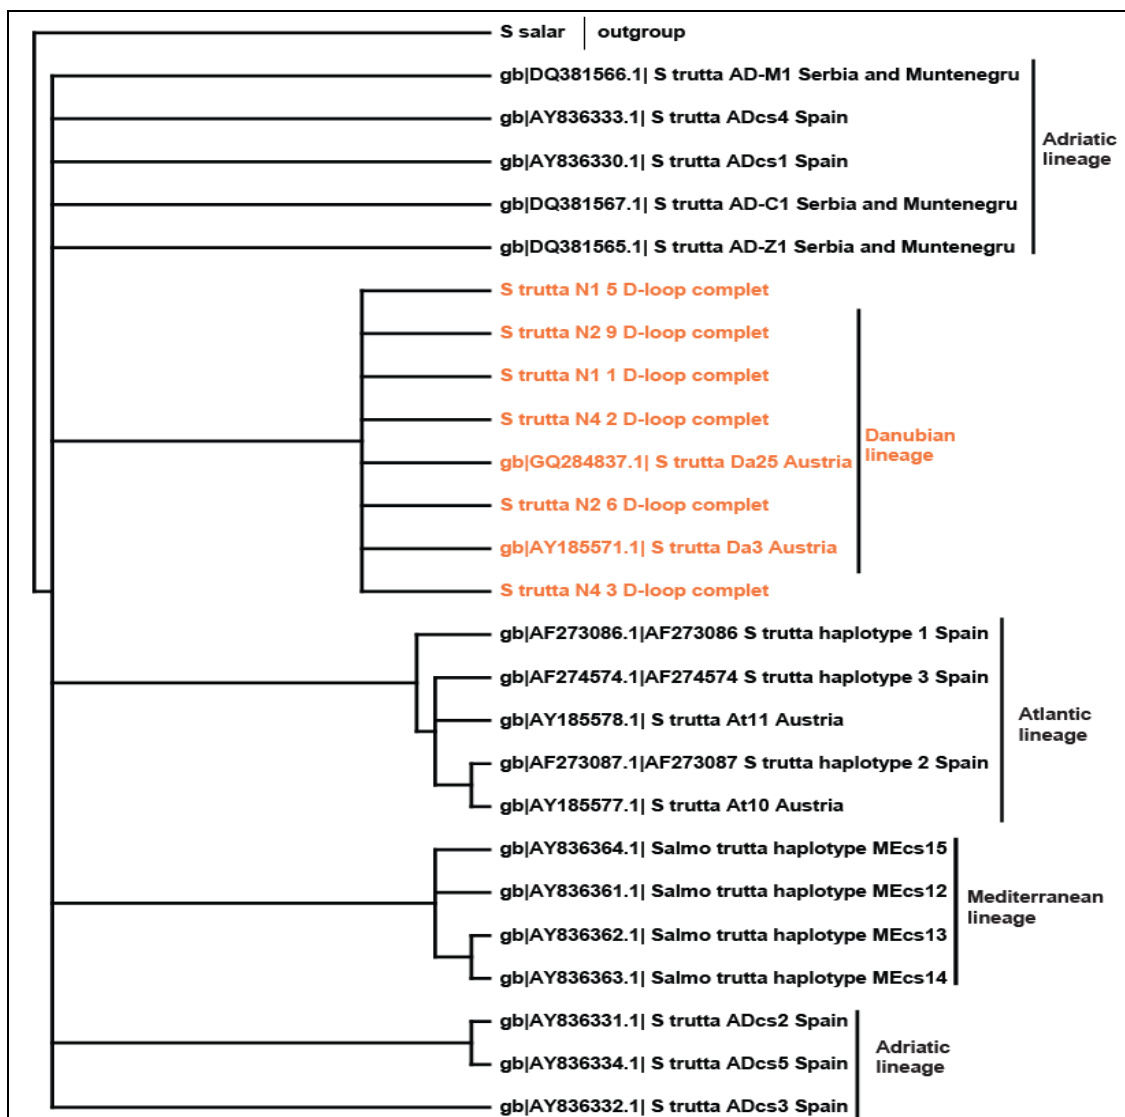 S salar outgroup
gb|DQ381566.1| S trutta AD-M1 Serbia and Muntenegru
gb|AY836333.1| S trutta ADcs4 Spain
gb|AY836330.1| S trutta ADcs1 Spain
gb|DQ381567.1| S trutta AD-C1 Serbia and Muntenegru
gb|DQ381565.1| S trutta AD-Z1 Serbia and Muntenegru
Adriatic
lineage
S trutta N1 5 D-loop complet
S trutta N2 9 D-loop complet
S trutta N1 1 D-loop complet
S trutta N4 2 D-loop complet
gb|GQ284837.1| S trutta Da25 Austria
S trutta N2 6 D-loop complet
gb|AY185571.1| S trutta Da3 Austria
S trutta N4 3 D-loop complet
Danubian
lineage
gb|AF273086.1|AF273086 S trutta haplotype 1 Spain
gb|AF274574.1|AF274574 S trutta haplotype 3 Spain
gb|AY185578.1| S trutta At11 Austria
gb|AF273087.1|AF273087 S trutta haplotype 2 Spain
gb|AY185577.1| S trutta At10 Austria
Atlantic
lineage
gb|AY836364.1| Salmo trutta haplotype MEcs15
gb|AY836361.1| Salmo trutta haplotype MEcs12
gb|AY836362.1| Salmo trutta haplotype MEcs13
gb|AY836363.1| Salmo trutta haplotype MEcs14
Mediterranean
lineage
gb|AY836331.1| S trutta ADcs2 Spain
gb|AY836334.1| S trutta ADcs5 Spain
gb|AY836332.1| S trutta ADcs3 Spain
Adriatic
lineage